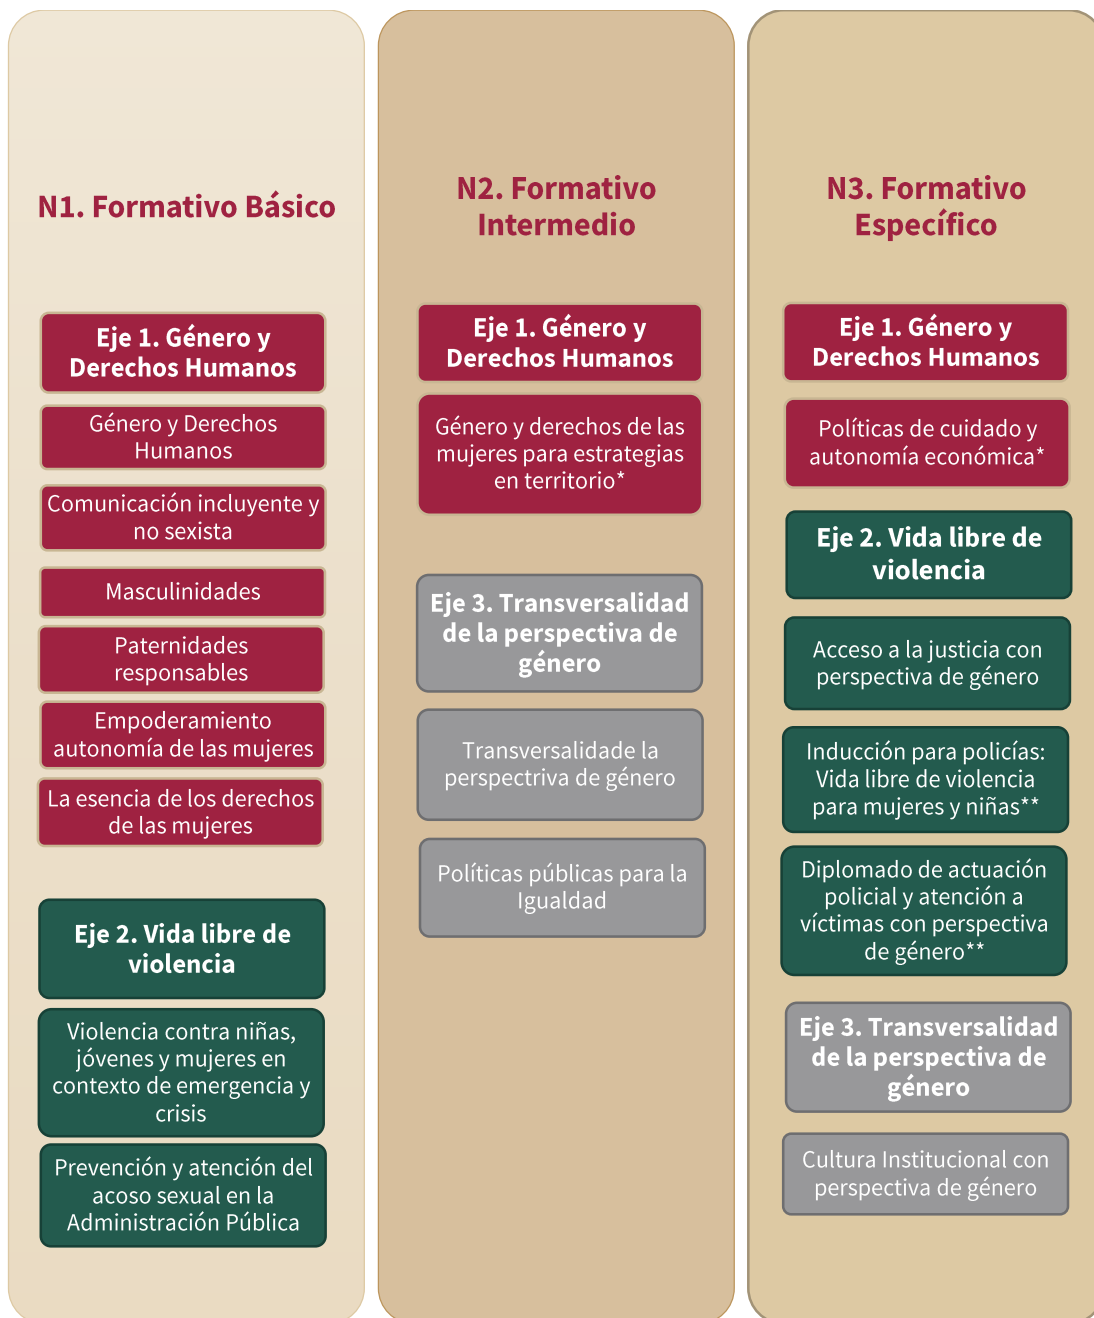 N1. Formativo Básico
Eje 1. Género y
Derechos Humanos
Género y Derechos
Humanos
Comunicación incluyente y
no sexista
Masculinidades
Paternidades
responsables
Empoderamiento
autonomía de las mujeres
La esencia de los derechos
de las mujeres
Eje 2. Vida libre de
violencia
Violencia contra niñas,
jóvenes y mujeres en
contexto de emergencia y
crisis
Prevención y atención del
acoso sexual en la
Administración Pública
N2. Formativo
Intermedio
Eje 1. Género y
Derechos Humanos
Género y derechos de las
mujeres para estrategias
en territorio*
Eje 3. Transversalidad
de la perspectiva de
género
Transversalidade la
perspectriva de género
Políticas públicas para la
Igualdad
N3. Formativo
Específico
Eje 1. Género y
Derechos Humanos
Políticas de cuidado y
autonomía económica*
Eje 2. Vida libre de
violencia
Acceso a la justicia con
perspectiva de género
Inducción para policías:
Vida libre de violencia
para mujeres y niñas**
Diplomado de actuación
policial y atención a
víctimas con perspectiva
de género**
Eje 3. Transversalidad
de la perspectiva de
género
Cultura Institucional con
perspectiva de género